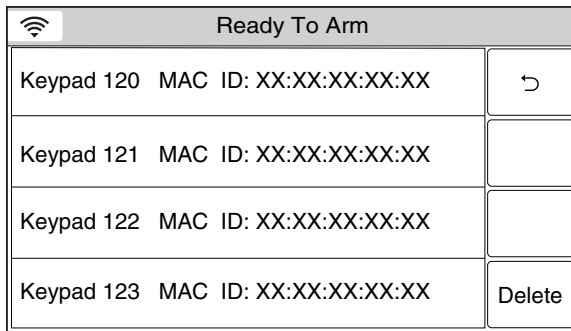 Ready To Arm
Keypad 120 MAC ID: XX:XX:XX:XX:XX
Keypad 121 MAC ID: XX:XX:XX:XX:XX
Keypad 122 MAC ID: XX:XX:XX:XX:XX
Keypad 123 MAC ID: XX:XX:XX:XX:XX
Delete